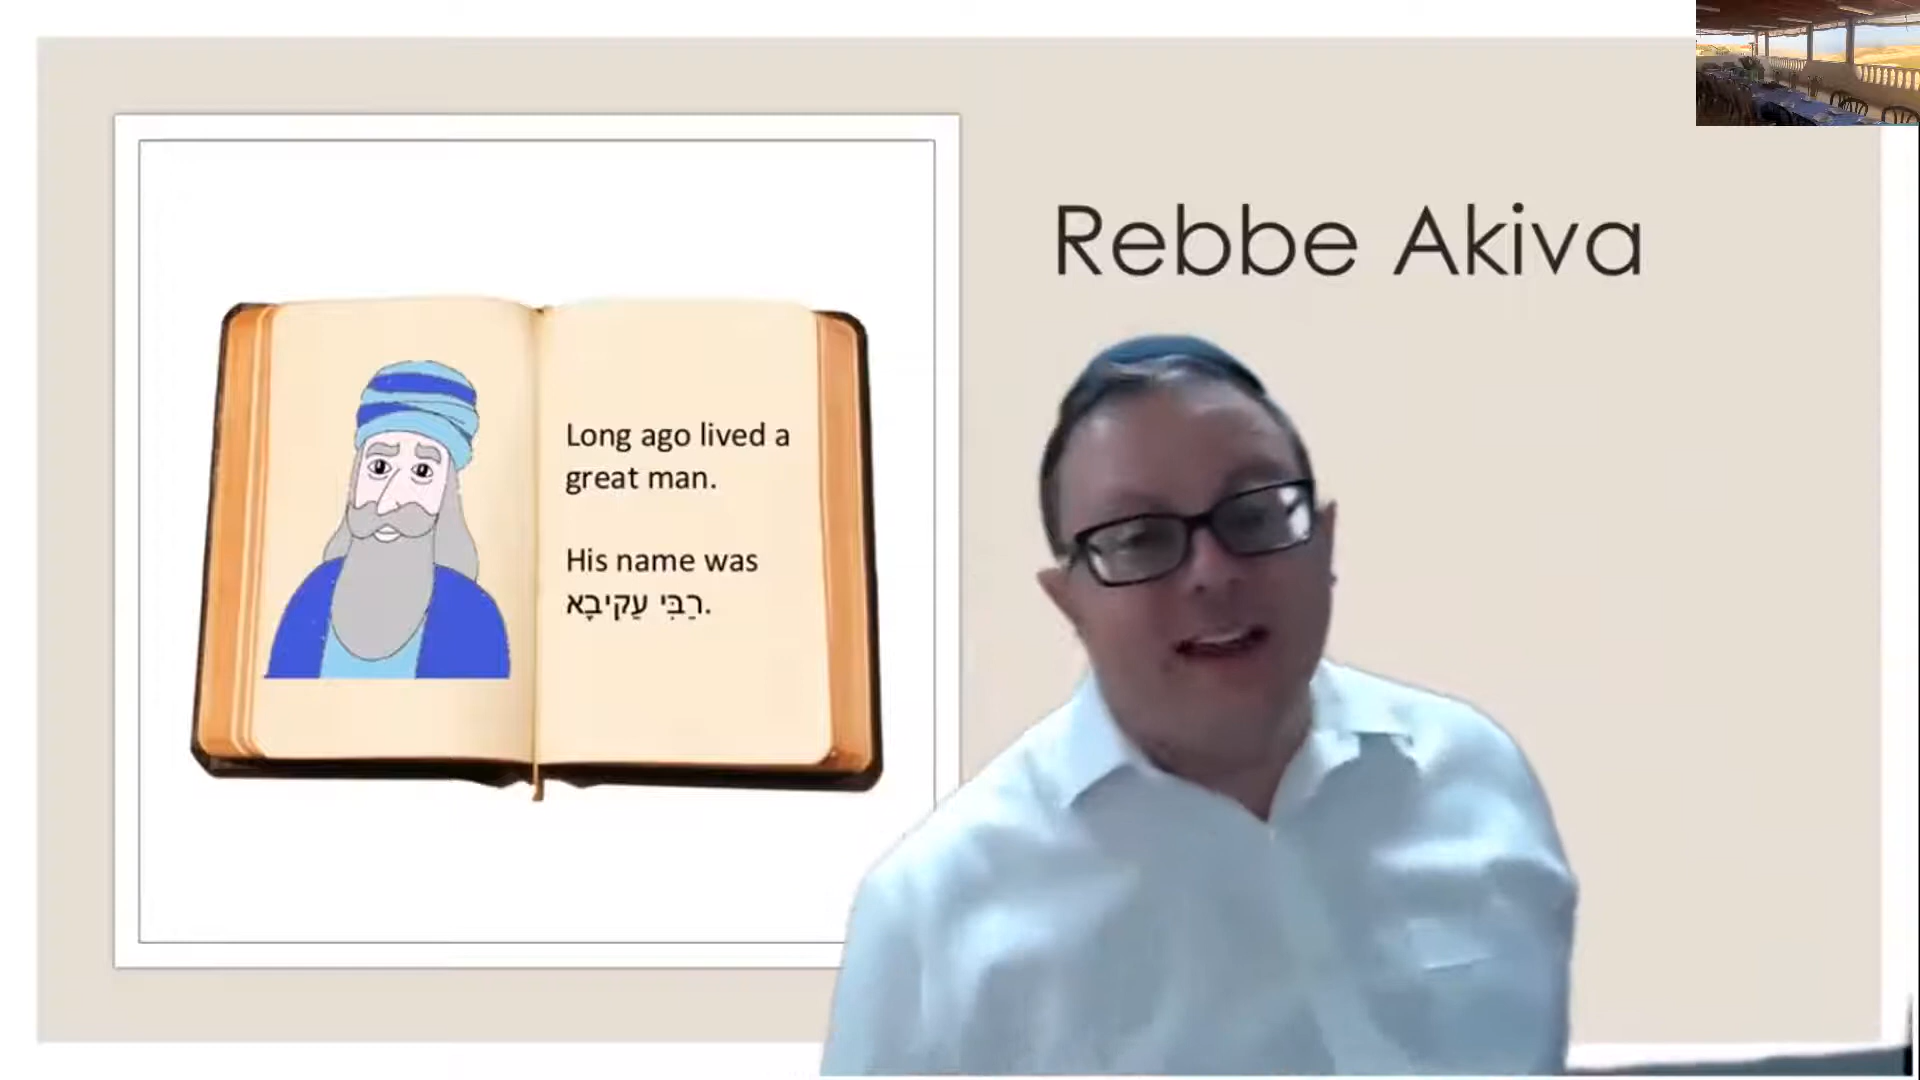 Rebbe Akiva
Long ago lived a
great man.
His name was
רַבִּי עֲקִיבָא.